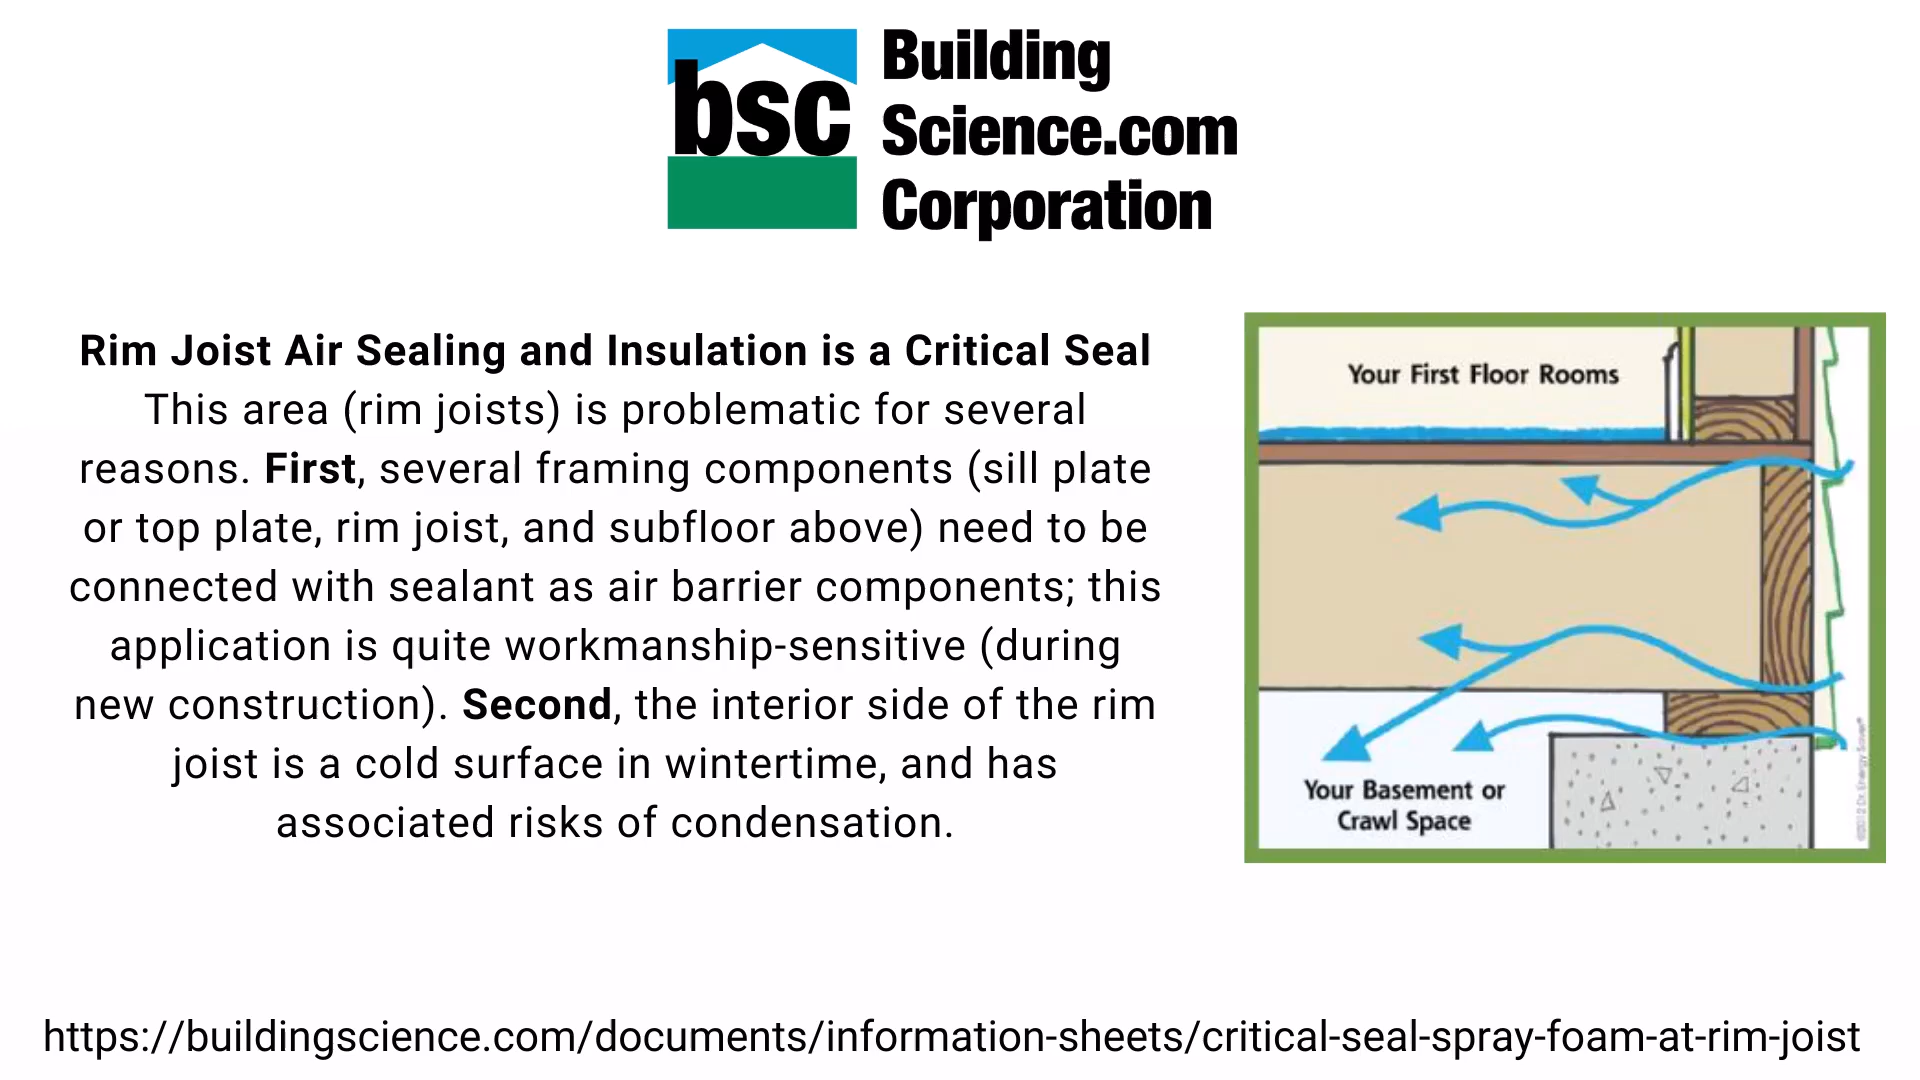 bsc
Building
Science.com
Corporation
Rim Joist Air Sealing and Insulation is a Critical Seal
This area (rim joists) is problematic for several
reasons. First, several framing components (sill plate
or top plate, rim joist, and subfloor above) need to be
connected with sealant as air barrier components; this
application is quite workmanship-sensitive (during
new construction). Second, the interior side of the rim
joist is a cold surface in wintertime, and has
associated risks of condensation.
Your First Floor Rooms
Your Basement or
Crawl Space
©2012 Dr. Energy Saver®
https://buildingscience.com/documents/information-sheets/critical-seal-spray-foam-at-rim-joist